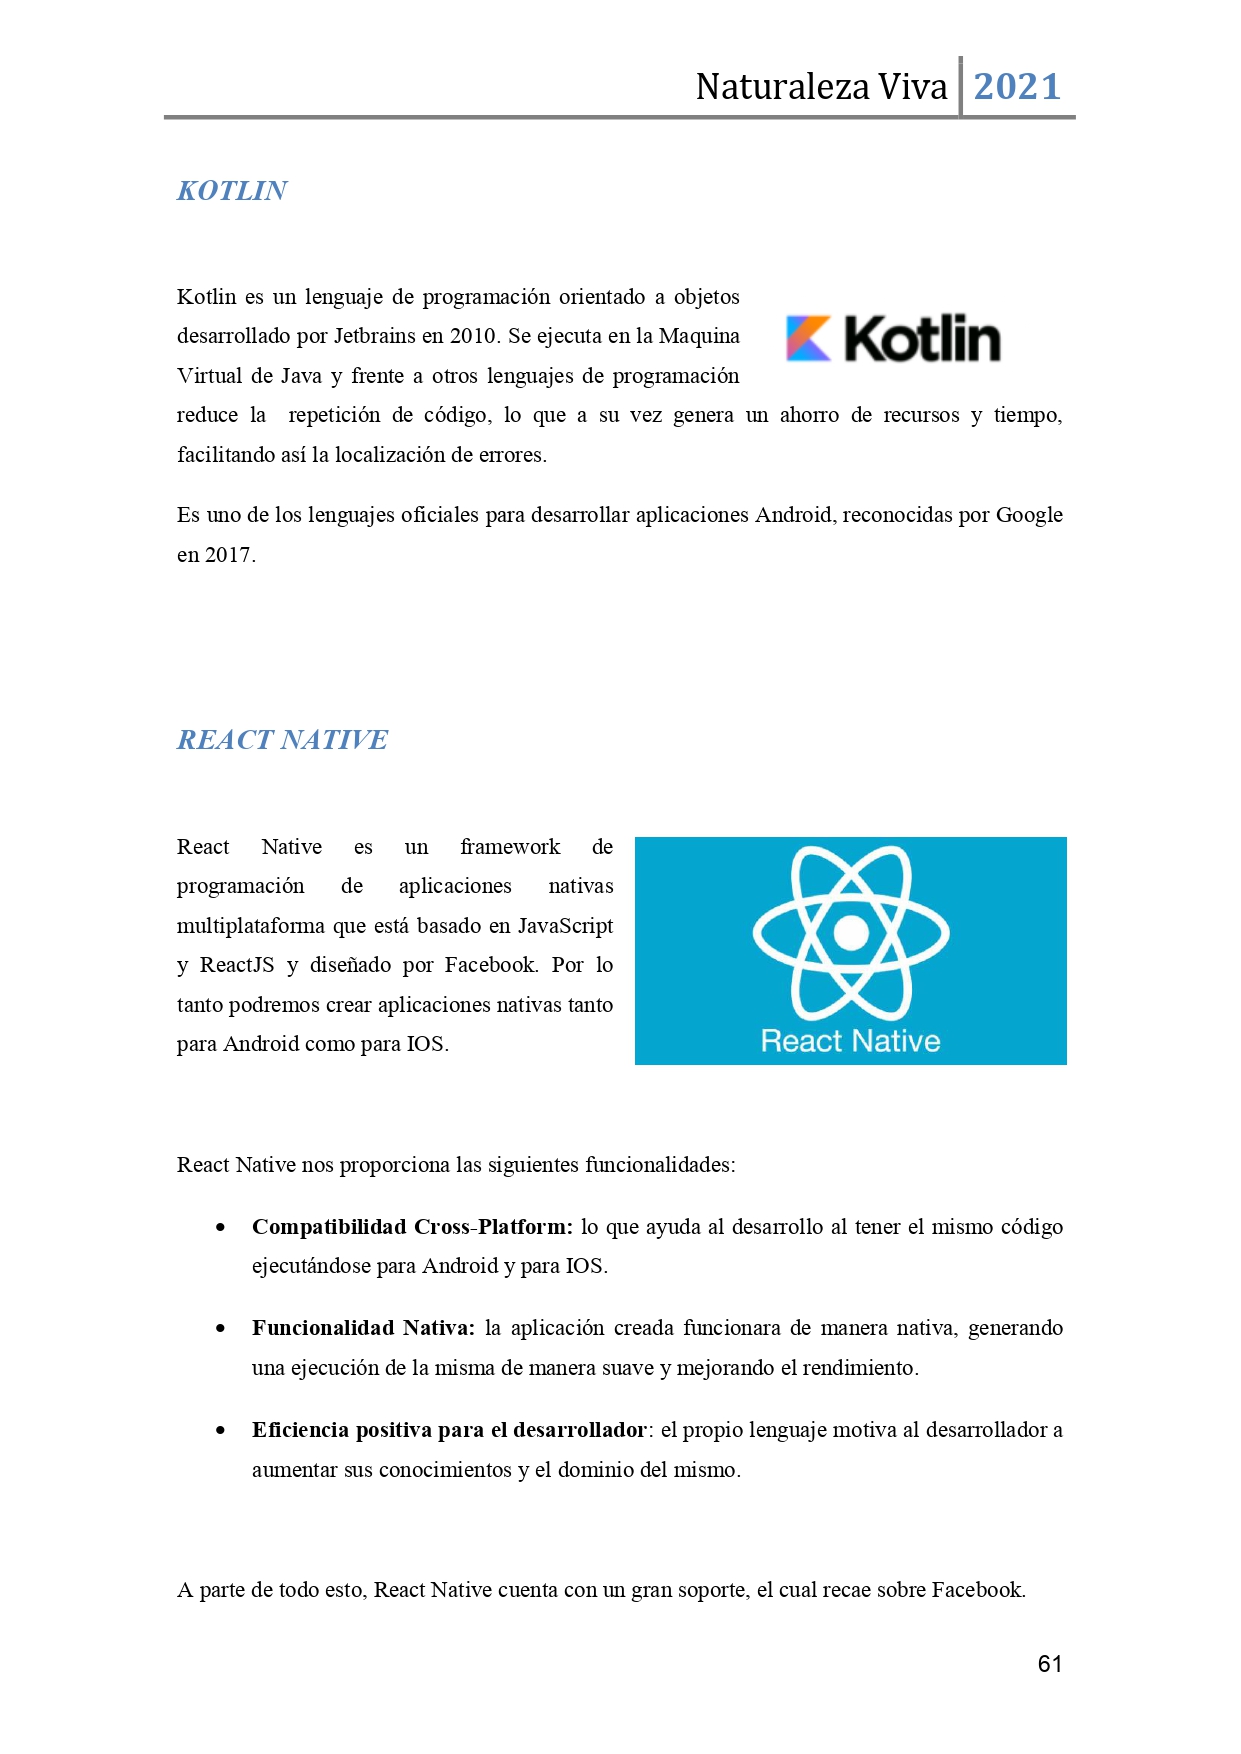 Naturaleza Viva 2021
KOTLIN
Kotlin es un lenguaje de programación orientado a objetos
desarrollado por Jetbrains en 2010. Se ejecuta en la Maquina
Virtual de Java y frente a otros lenguajes de programación
reduce la repetición de código, lo que a su vez genera un ahorro de recursos y tiempo,
facilitando así la localización de errores.
Kotlin
Es uno de los lenguajes oficiales para desarrollar aplicaciones Android, reconocidas por Google
en 2017.
REACT NATIVE
React Native es un framework de
programación de aplicaciones nativas
multiplataforma que está basado en JavaScript
y ReactJS y diseñado por Facebook. Por lo
tanto podremos crear aplicaciones nativas tanto
para Android como para IOS.
React Native
React Native nos proporciona las siguientes funcionalidades:
• Compatibilidad Cross-Platform: lo que ayuda al desarrollo al tener el mismo código
ejecutándose para Android y para IOS.
• Funcionalidad Nativa: la aplicación creada funcionara de manera nativa, generando
una ejecución de la misma de manera suave y mejorando el rendimiento.
• Eficiencia positiva para el desarrollador: el propio lenguaje motiva al desarrollador a
aumentar sus conocimientos y el dominio del mismo.
A parte de todo esto, React Native cuenta con un gran soporte, el cual recae sobre Facebook.
61